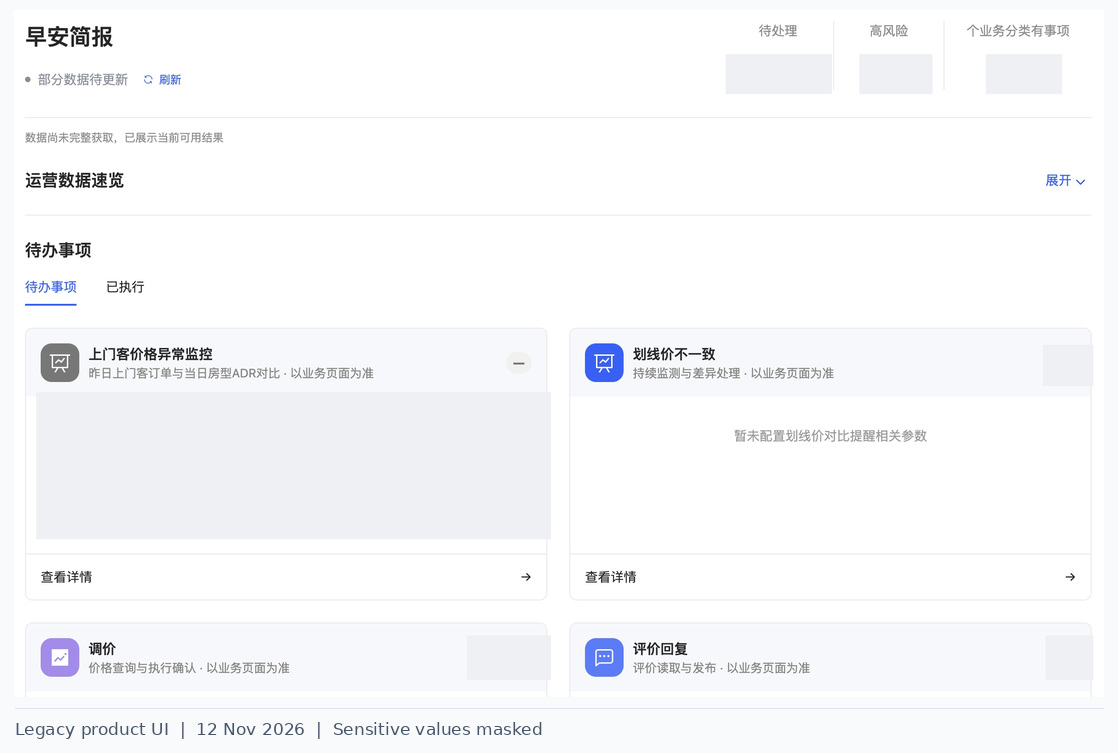 早安简报
待处理
高风险
个业务分类有事项
部分数据待更新
刷新
数据尚未完整获取，已展示当前可用结果
运营数据速览
展开
待办事项
待办事项
已执行
上门客价格异常监控
昨日上门客订单与当日房型ADR对比 · 以业务页面为准
划线价不一致
持续监测与差异处理 · 以业务页面为准
暂未配置划线价对比提醒相关参数
查看详情
查看详情
调价
价格查询与执行确认 · 以业务页面为准
评价回复
评价读取与发布 · 以业务页面为准
Legacy product UI | 12 Nov 2026 | Sensitive values masked